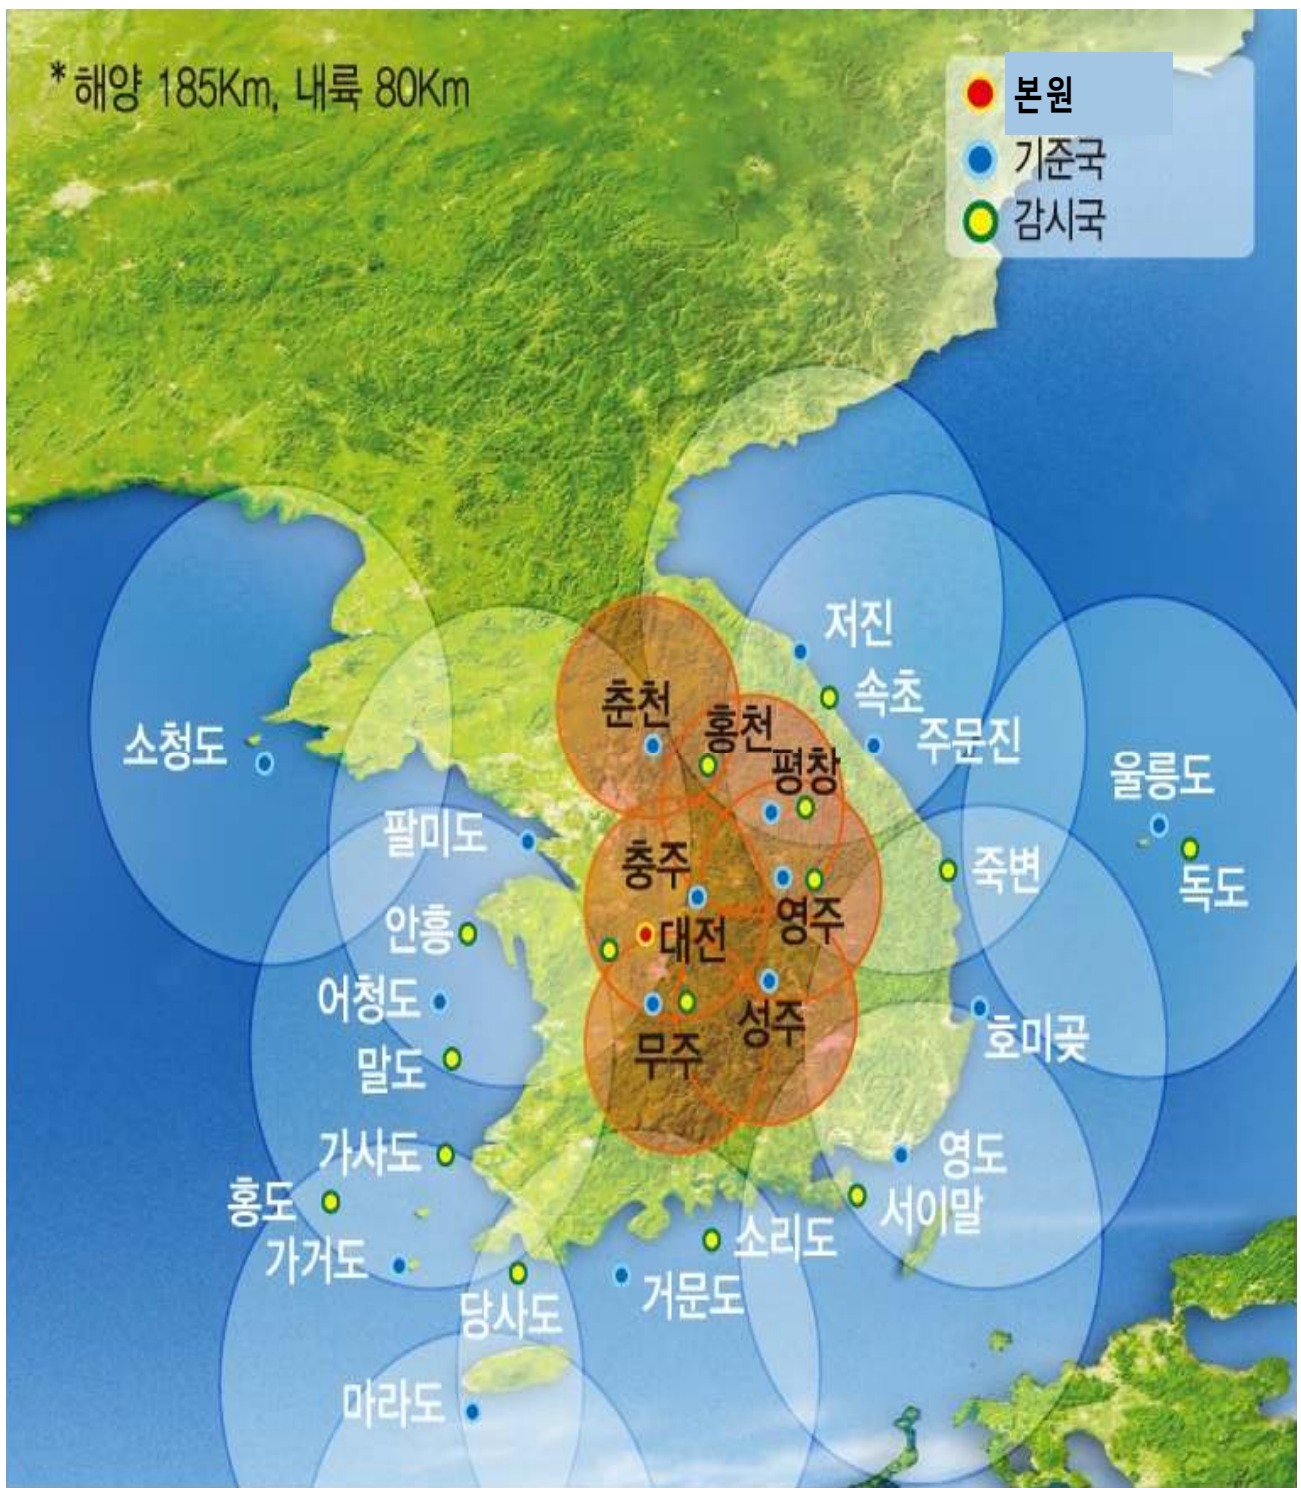 *해양 185Km, 내륙 80Km
본원
기준국
감시국
저진
속초
춘천
홍천
주문진
소청도
평창
울릉도
팔미도
충주
죽변
독도
안흥
대전
영주
어청도
성주
호미곶
무주
말도
가사도
영도
홍도
서이말
소리도
가거도
거문도
당사도
마라도